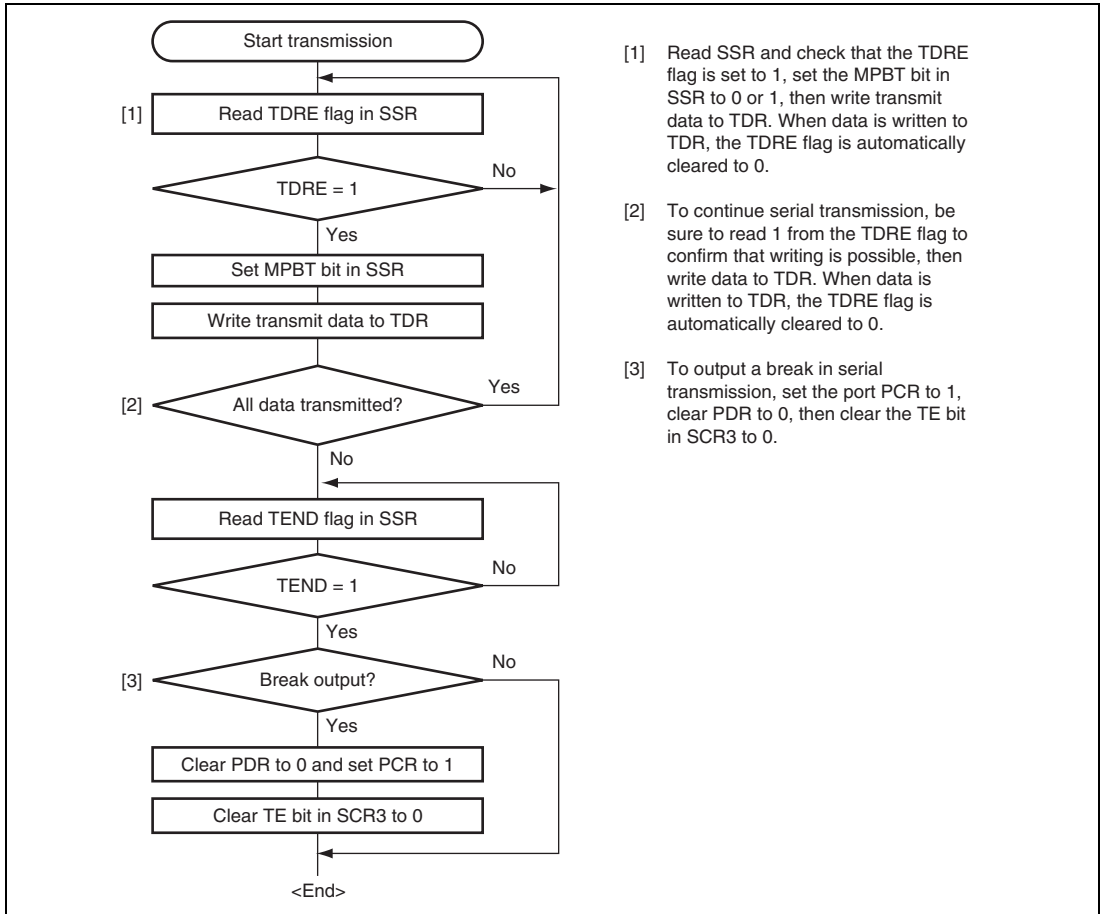 Start transmission
[1]
Read TDRE flag in SSR
No
TDRE = 1
Yes
Set MPBT bit in SSR
Write transmit data to TDR
Yes
[2]
All data transmitted?
No
Read TEND flag in SSR
No
TEND = 1
Yes
No
[3]
Break output?
Yes
Clear PDR to 0 and set PCR to 1
Clear TE bit in SCR3 to 0
<End>
[1] Read SSR and check that the TDRE
flag is set to 1, set the MPBT bit in
SSR to 0 or 1, then write transmit
data to TDR. When data is written to
TDR, the TDRE flag is automatically
cleared to 0.
[2] To continue serial transmission, be
sure to read 1 from the TDRE flag to
confirm that writing is possible, then
write data to TDR. When data is
written to TDR, the TDRE flag is
automatically cleared to 0.
[3] To output a break in serial
transmission, set the port PCR to 1,
clear PDR to 0, then clear the TE bit
in SCR3 to 0.